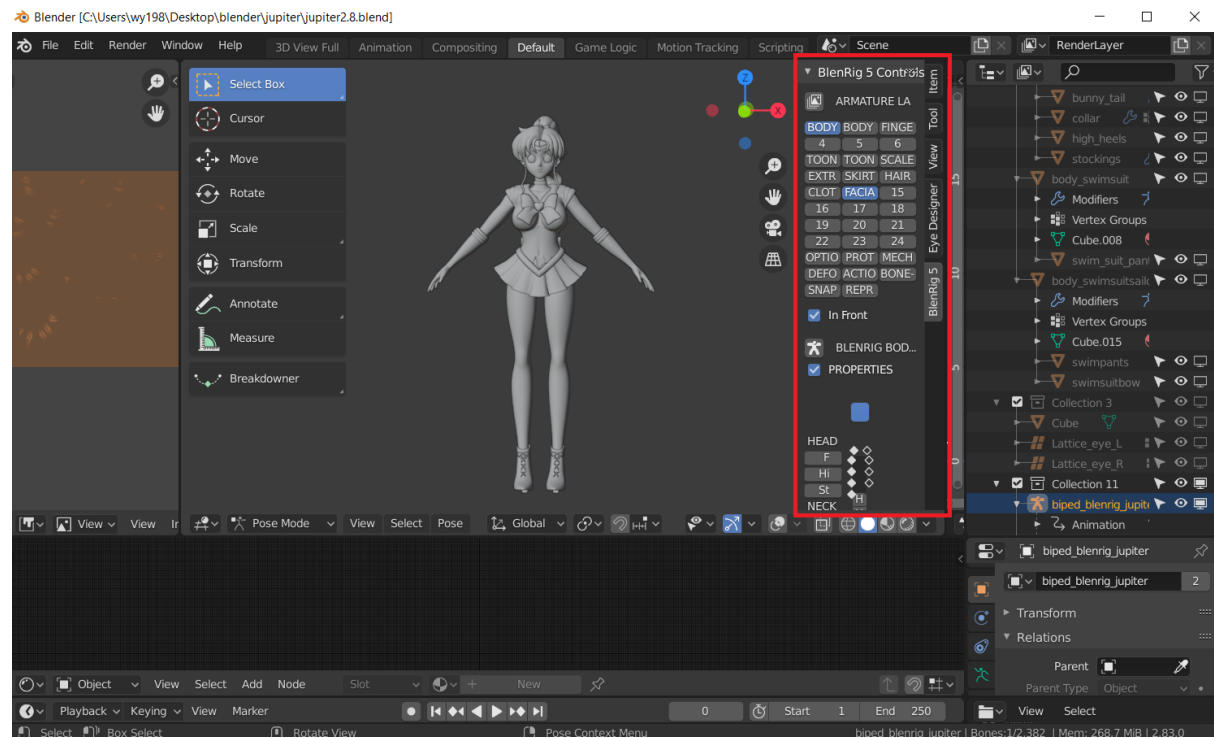 Blender [C:\Users\wy198\Desktop\blender\jupiter\jupiter2.8.blend]
File Edit Render Window Help 3D View Full Animation Compositing Default Game Logic Motion Tracking Scripting Scene RenderLayer
Select Box
Cursor
Move
Rotate
Scale
Transform
Annotate
Measure
Breakdowner
Z
X
BlenRig 5 Controls
ARMATURE LA
BODY BODY FINGE
4 5 6
TOON TOON SCALE
EXTR SKIRT HAIR
CLOT FACIA 15
16 17 18
19 20 21
22 23 24
OPTIO PROT MECH
DEFO ACTIO BONE-
SNAP REPR
In Front
BLENRIG BOD...
PROPERTIES
HEAD
F
Hi
St
H
NECK
Item
Tool
View
Eye Designer
BlenRig 5
15
10
5
0
bunny_tail
collar
high_heels
stockings
body_swimsuit
Modifiers
Vertex Groups
Cube.008
swim_suit_pan
body_swimsuitsail
Modifiers
Vertex Groups
Cube.015
swimpants
swimsuitbow
Collection 3
Cube
Lattice_eye_L
Lattice_eye_R
Collection 11
biped_blenrig_jupit
Animation
View View Ir Pose Mode View Select Pose Global
biped_blenrig_jupiter
biped_blenrig_jupiter 2
Transform
Relations
Parent
Parent Type Object
Object View Select Add Node Slot New
Playback Keying View Marker 0 Start 1 End 250 View Select
Select Box Select Rotate View Pose Context Menu biped_blenrig_jupiter | Bones:1/2.382 | Mem: 268.7 MiB | 2.83.0